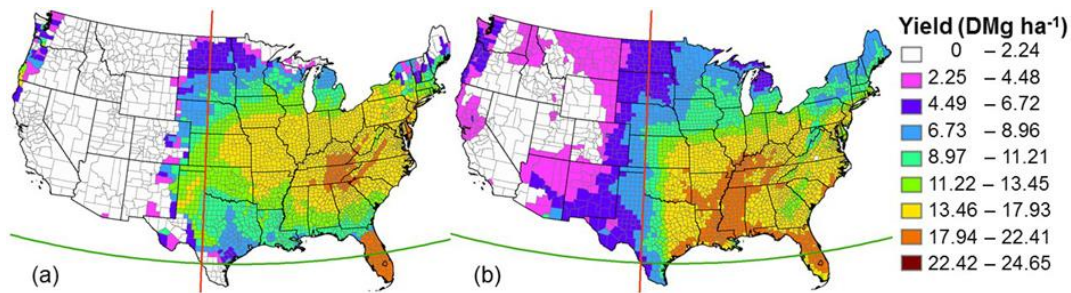 Yield (DMg ha-1)
0 – 2.24
2.25 – 4.48
4.49 – 6.72
6.73 – 8.96
8.97 – 11.21
11.22 – 13.45
13.46 – 17.93
17.94 – 22.41
22.42 – 24.65
(a)
(b)